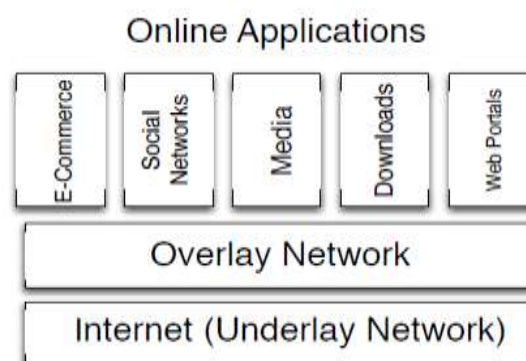 Online Applications
E-Commerce
Social
Networks
Media
Downloads
Web Portals
Overlay Network
Internet (Underlay Network)